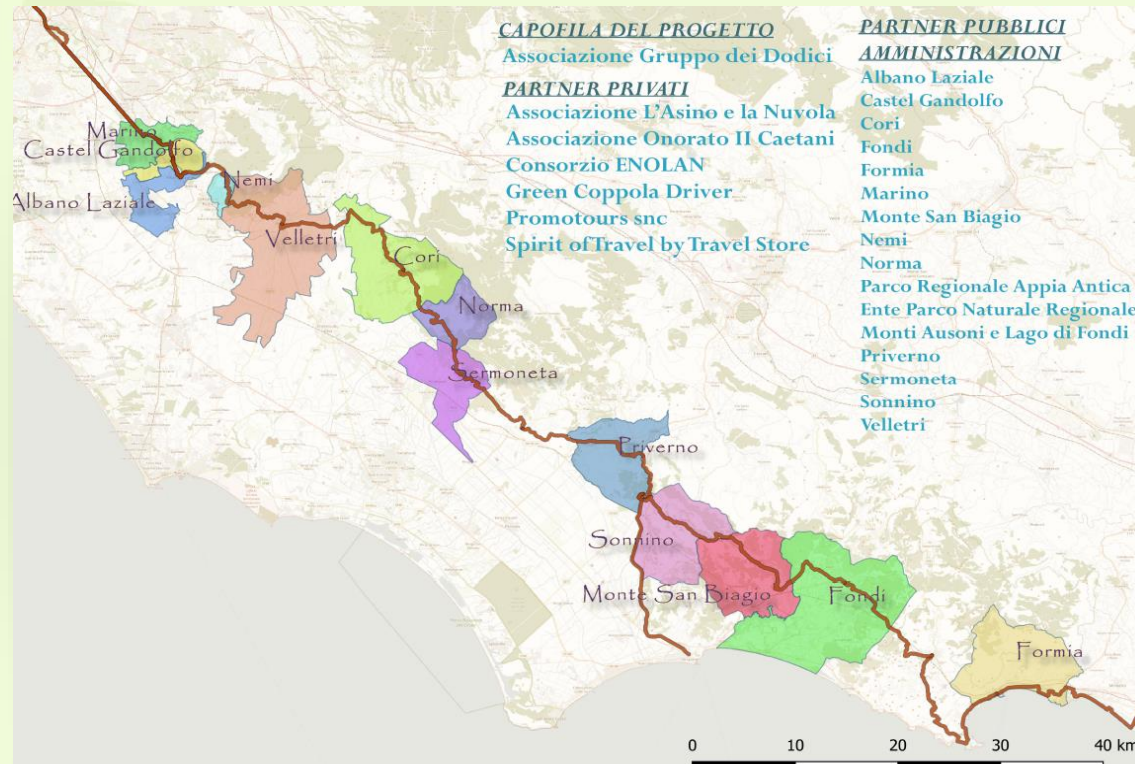 CAPOFILA DEL PROGETTO
Associazione Gruppo dei Dodici
PARTNER PRIVATI
Associazione L'Asino e la Nuvola
Associazione Onorato II Caetani
Consorzio ENOLAN
Green Coppola Driver
Promotours snc
Spirit of Travel by Travel Store
PARTNER PUBBLICI
AMMINISTRAZIONI
Albano Laziale
Castel Gandolfo
Cori
Fondi
Formia
Marino
Monte San Biagio
Nemi
Norma
Parco Regionale Appia Antica
Ente Parco Naturale Regionale
Monti Ausoni e Lago di Fondi
Priverno
Sermoneta
Sonnino
Velletri
Marino
Castel Gandolfo
Nemi
Albano Laziale
Velletri
Cori
Norma
Sermoneta
Priverno
Sonnino
Monte San Biagio
Fondi
Formia
0 10 20 30 40 km